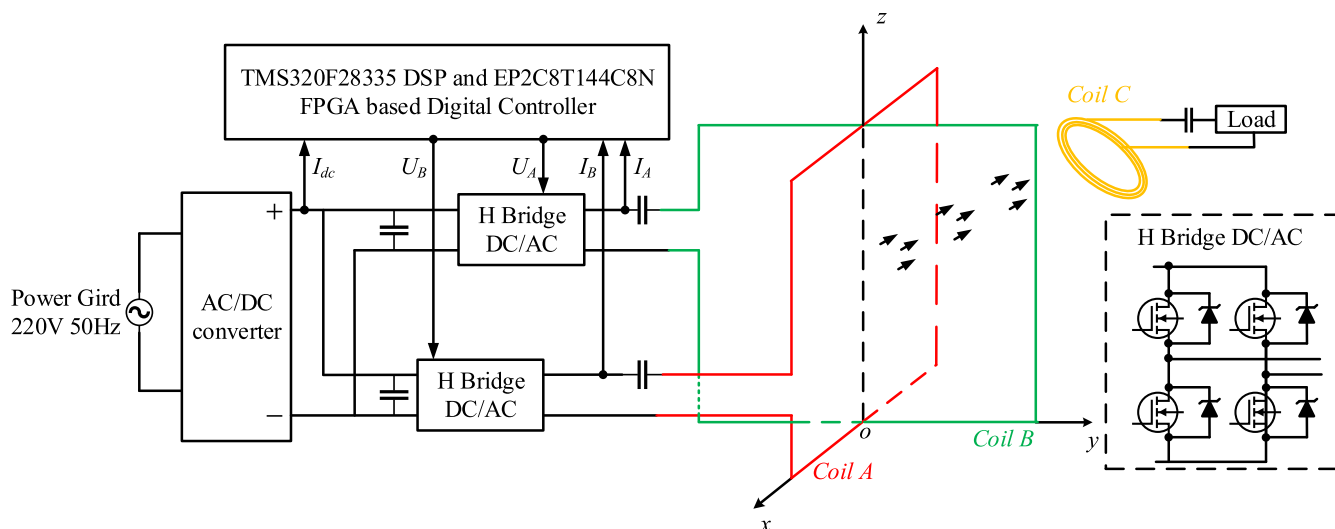 z
TMS320F28335 DSP and EP2C8T144C8N
FPGA based Digital Controller
Coil C
Load
I_dc
U_B
U_A
I_B
I_A
+
H Bridge
DC/AC
H Bridge DC/AC
Power Gird
220V 50Hz
AC/DC
converter
H Bridge
DC/AC
−
o
Coil B
y
Coil A
x